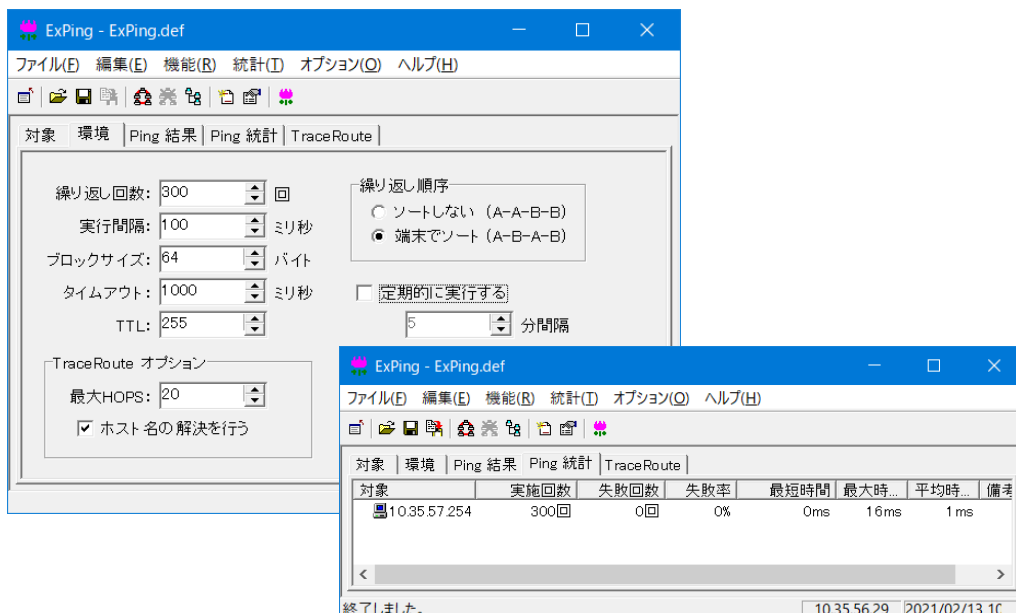 ExPing - ExPing.def
ファイル(F) 編集(E) 機能(R) 統計(T) オプション(O) ヘルプ(H)
対象 環境 Ping 結果 Ping 統計 TraceRoute
繰り返し回数: 300 回
実行間隔: 100 ミリ秒
ブロックサイズ: 64 バイト
タイムアウト: 1000 ミリ秒
TTL: 255
繰り返し順序
ソートしない (A-A-B-B)
端末でソート (A-B-A-B)
定期的に実行する
5 分間隔
TraceRoute オプション
最大HOPS: 20
ホスト名の解決を行う
ExPing - ExPing.def
ファイル(F) 編集(E) 機能(R) 統計(T) オプション(O) ヘルプ(H)
対象 環境 Ping 結果 Ping 統計 TraceRoute
対象 実施回数 失敗回数 失敗率 最短時間 最大時... 平均時... 備考
10.35.57.254 300回 0回 0% 0ms 16ms 1ms
終了しました。 10.35.56.29 2021/02/13 10